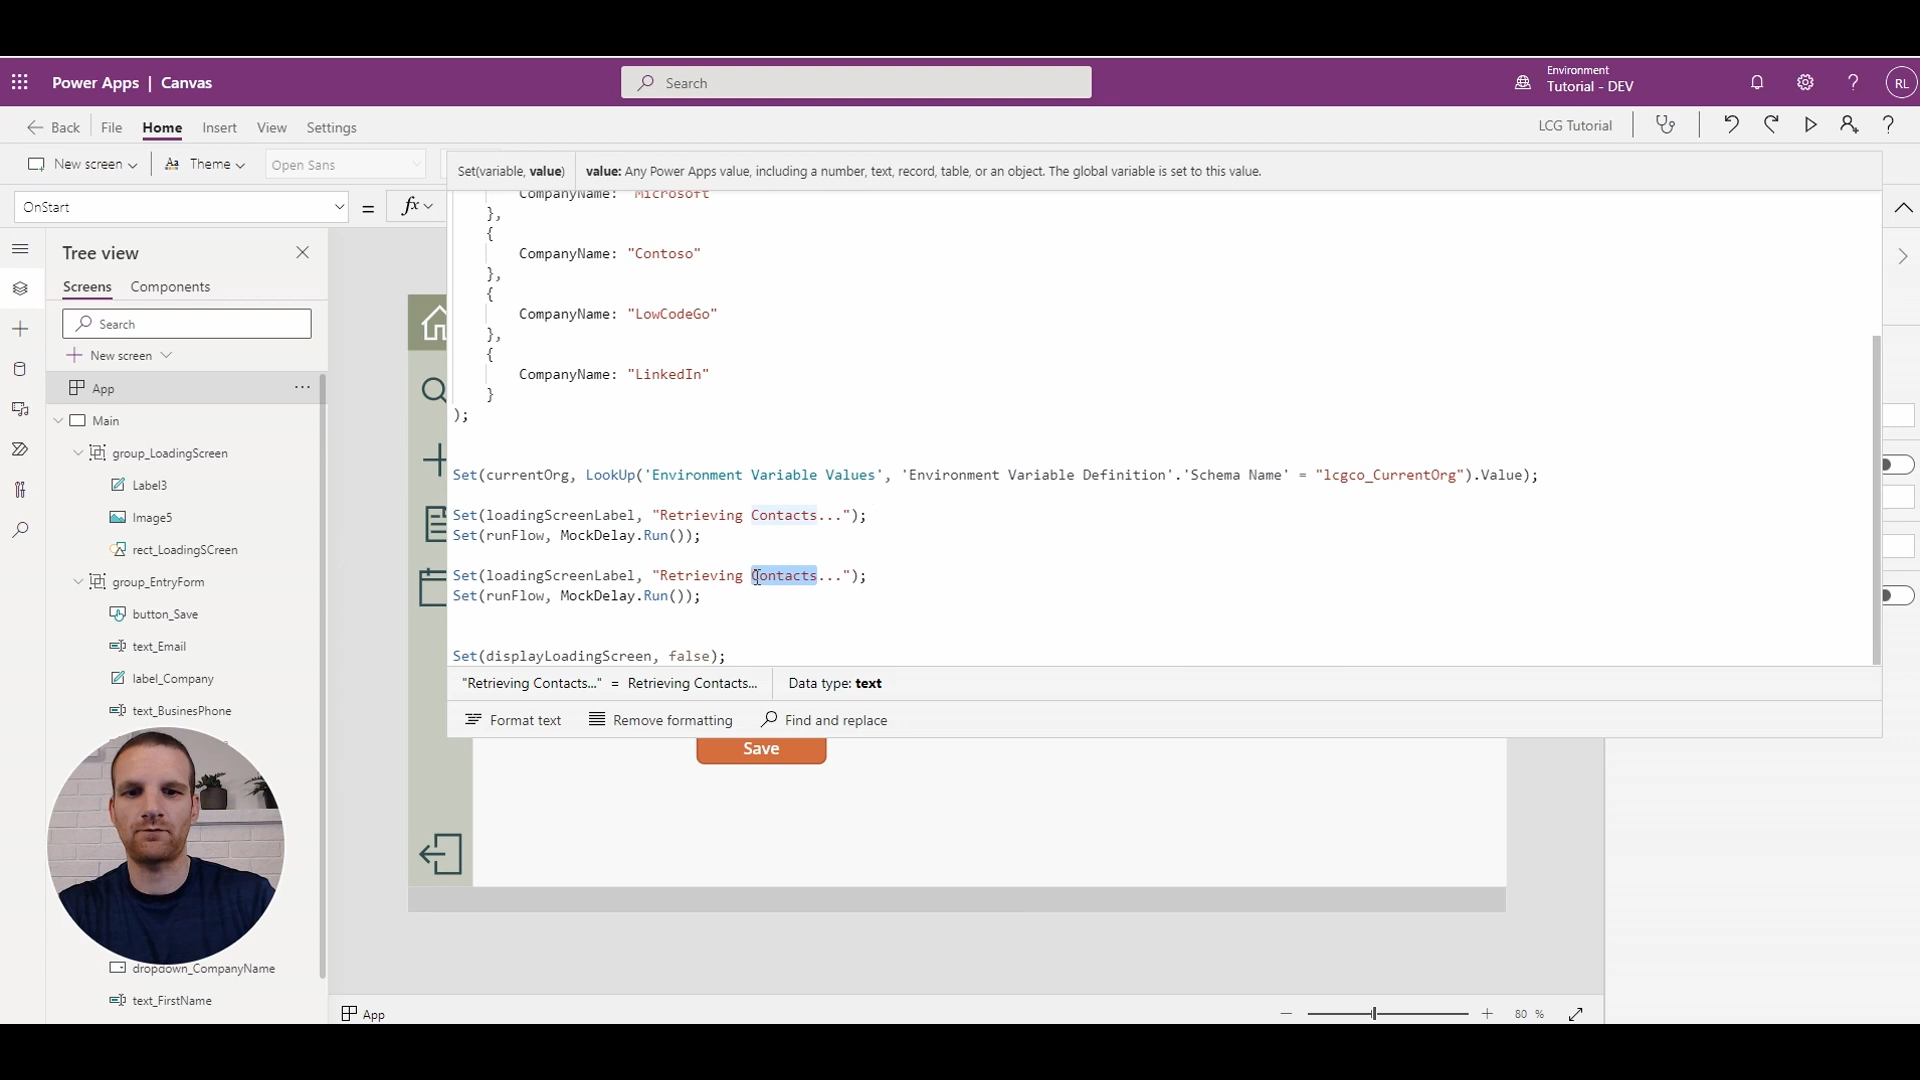 Power Apps | Canvas
Search
Environment
Tutorial - DEV
RL
Back
File
Home
Insert
View
Settings
LCG Tutorial
New screen
Theme
Open Sans
Set(variable, value)
value: Any Power Apps value, including a number, text, record, table, or an object. The global variable is set to this value.
OnStart
=
fx
CompanyName: "Microsoft"
},
{
CompanyName: "Contoso"
},
{
CompanyName: "LowCodeGo"
},
{
CompanyName: "LinkedIn"
}
);
Set(currentOrg, LookUp('Environment Variable Values', 'Environment Variable Definition'.'Schema Name' = "lcgco_CurrentOrg").Value);
Set(loadingScreenLabel, "Retrieving Contacts...");
Set(runFlow, MockDelay.Run());
Set(loadingScreenLabel, "Retrieving Contacts...");
Set(runFlow, MockDelay.Run());
Set(displayLoadingScreen, false);
"Retrieving Contacts..." = Retrieving Contacts...
Data type: text
Format text
Remove formatting
Find and replace
Tree view
Screens
Components
Search
New screen
App
Main
group_LoadingScreen
Label3
Image5
rect_LoadingSCreen
group_EntryForm
button_Save
text_Email
label_Company
text_BusinesPhone
dropdown_CompanyName
text_FirstName
Save
App
80 %